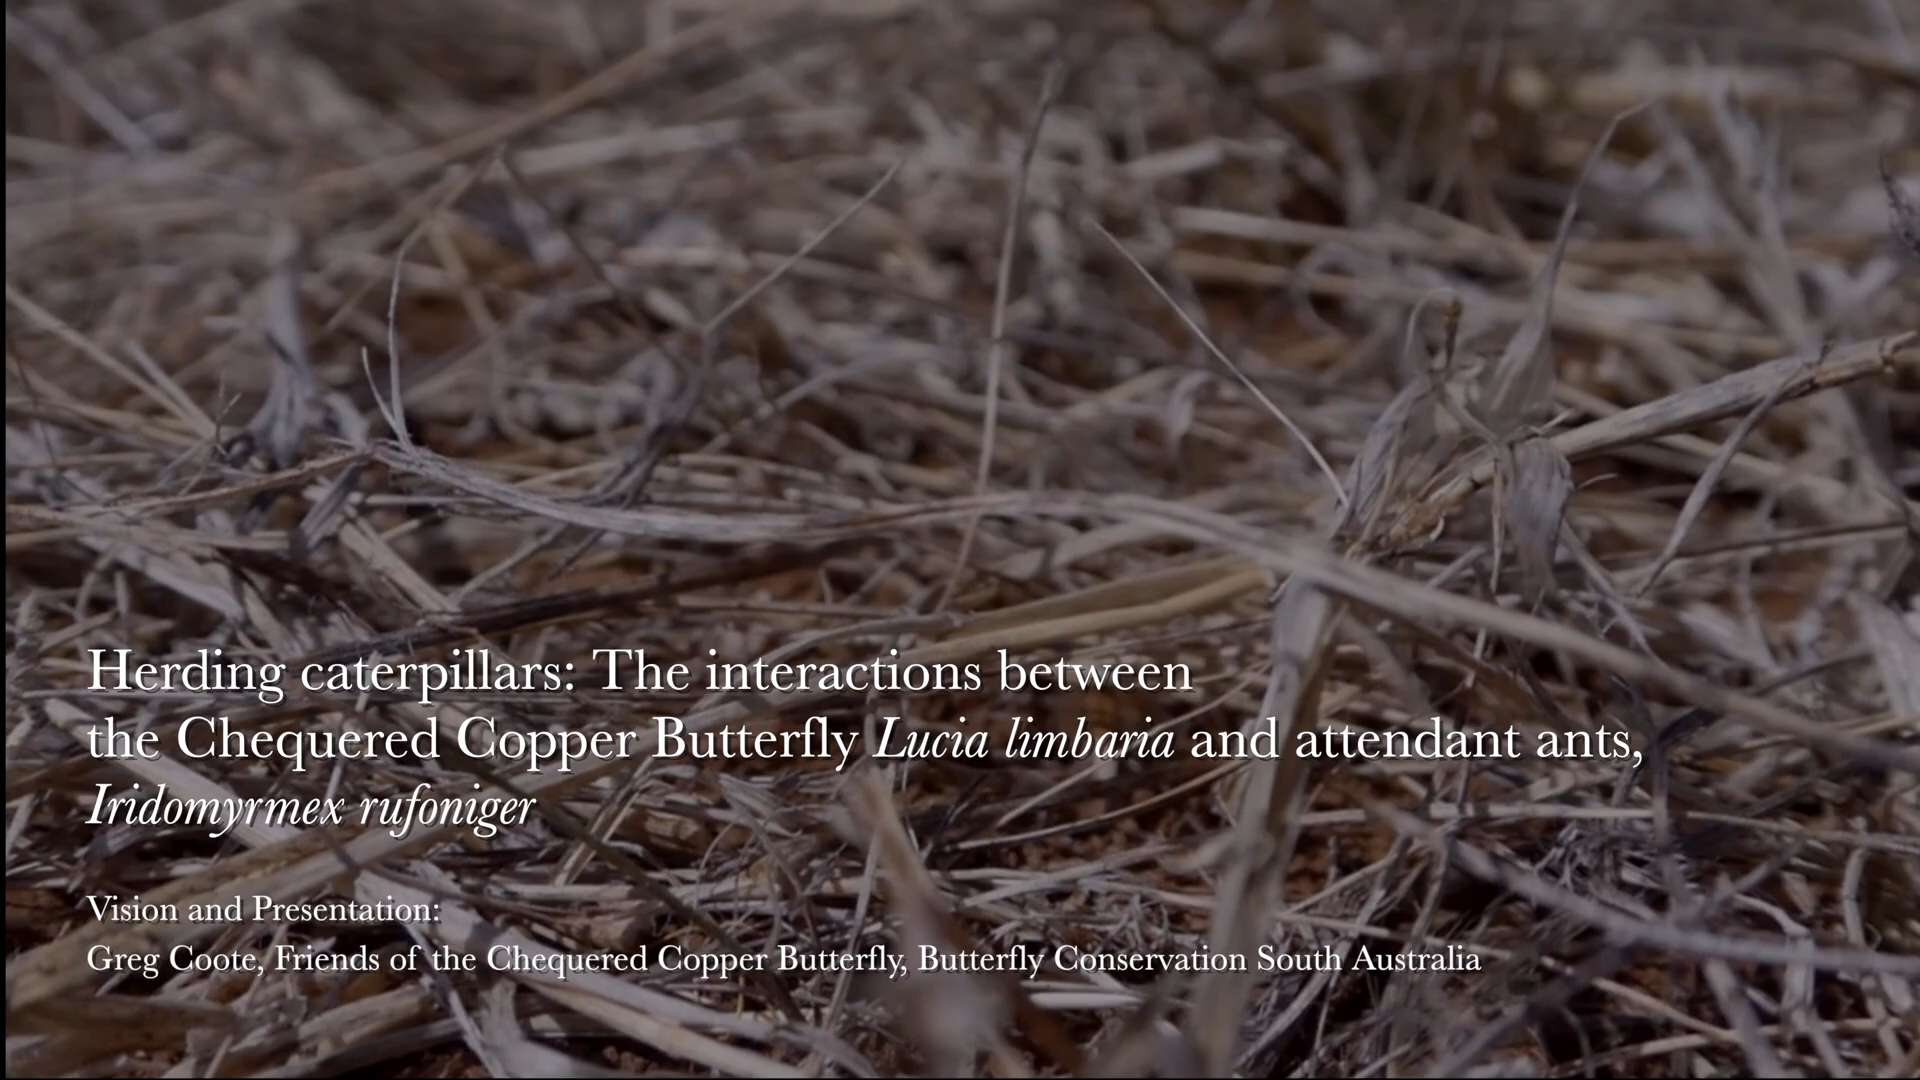 Herding caterpillars: The interactions between
the Chequered Copper Butterfly Lucia limbaria and attendant ants,
Iridomyrmex rufoniger
Vision and Presentation:
Greg Coote, Friends of the Chequered Copper Butterfly, Butterfly Conservation South Australia